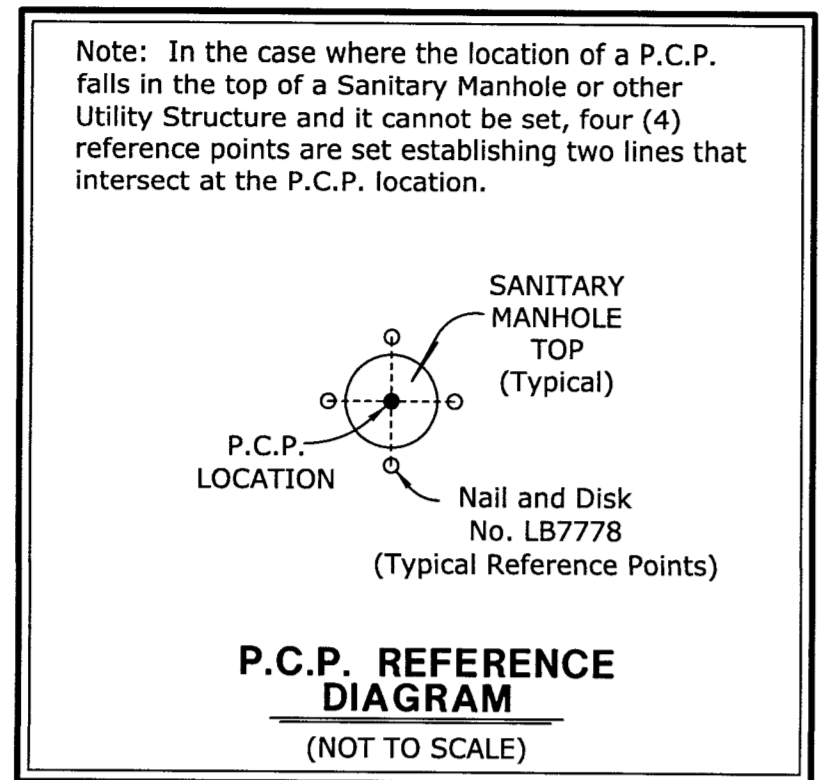 Note: In the case where the location of a P.C.P.
falls in the top of a Sanitary Manhole or other
Utility Structure and it cannot be set, four (4)
reference points are set establishing two lines that
intersect at the P.C.P. location.
SANITARY
MANHOLE
TOP
(Typical)
P.C.P.
LOCATION
Nail and Disk
No. LB7778
(Typical Reference Points)
P.C.P. REFERENCE
DIAGRAM
(NOT TO SCALE)